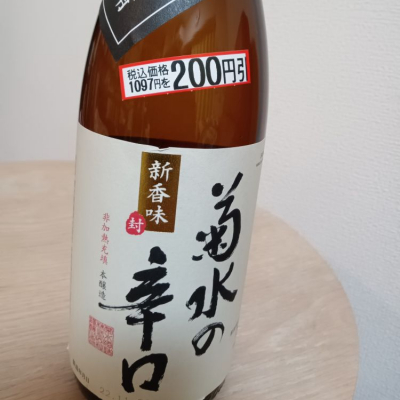 税込価格
1097円を
200円引
新香味
封
菊水の
辛口
非加熱充填 本醸造